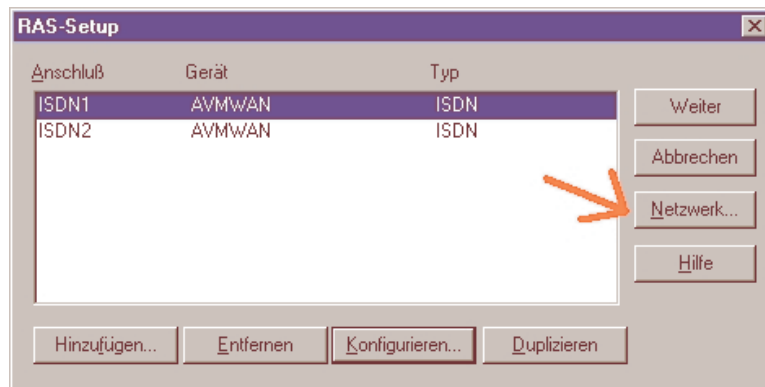 RAS-Setup
Anschluß Gerät Typ
ISDN1 AVMWAN ISDN
ISDN2 AVMWAN ISDN
Weiter
Abbrechen
Netzwerk...
Hilfe
Hinzufügen... Entfernen Konfigurieren... Duplizieren